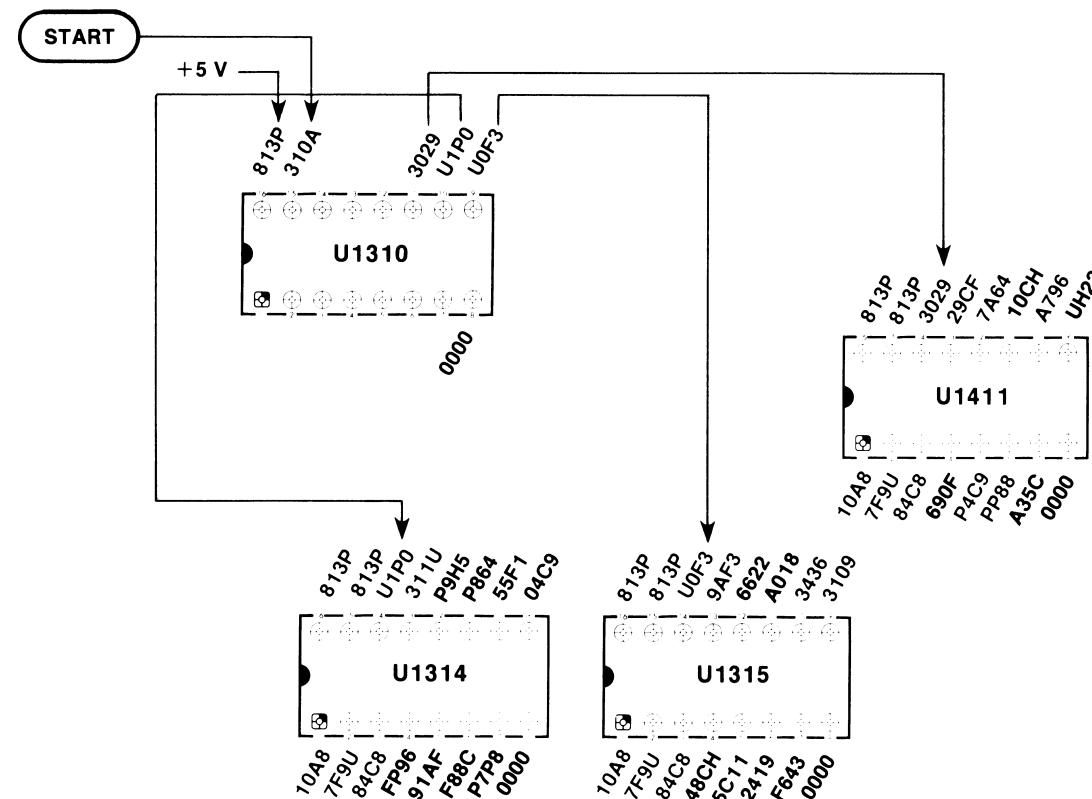 START
+5 V
813P 310A 3029 U1P0 U0F3
U1310
0000
813P 813P 3029 29CF 7A64 10CH A796
U1411
10A8 7F9U 84C8 690F P4C9 PP88 A35C 0000
813P 813P U1P0 311U P9H5 P864 55F1 04C9
U1314
10A8 7F9U 84C8 FP96 91AF F88C P7P8 0000
813P 813P U0F3 9AF3 6622 A018 3436 3109
U1315
10A8 7F9U 84C8 48CH 5C11 2419 F643 0000